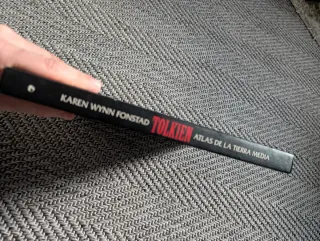 KAREN WYNN FONSTAD TOLKIEN ATLAS DE LA TIERRA MEDIA